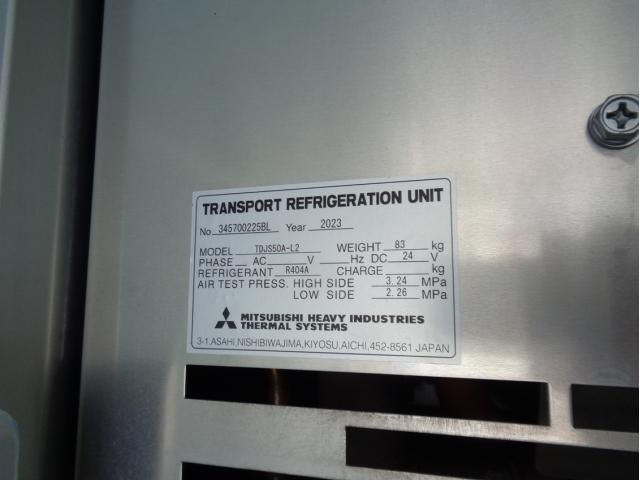 TRANSPORT REFRIGERATION UNIT
No 345700225BL Year 2023
MODEL TDJS50A-L2 WEIGHT 83 kg
PHASE AC V Hz DC 24 V
REFRIGERANT R404A CHARGE kg
AIR TEST PRESS. HIGH SIDE 3.24 MPa
LOW SIDE 2.26 MPa
MITSUBISHI HEAVY INDUSTRIES
THERMAL SYSTEMS
3-1,ASAHI,NISHIBIWAJIMA,KIYOSU,AICHI,452-8561 JAPAN